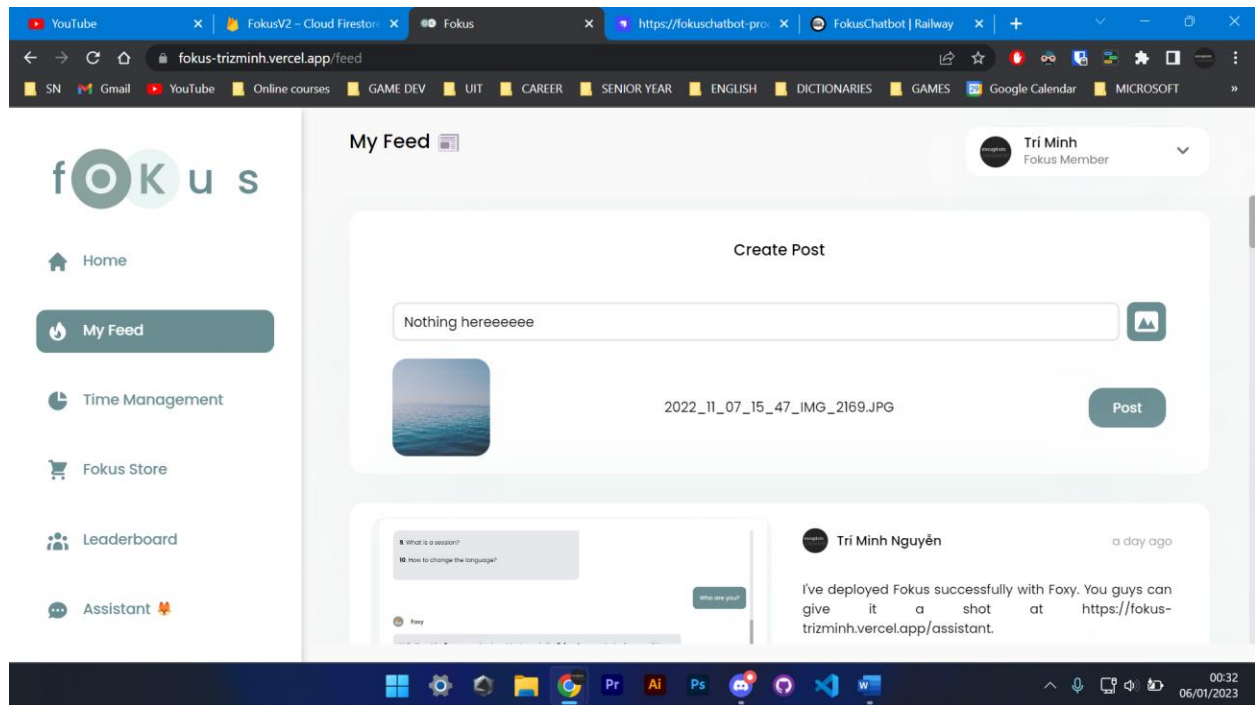 YouTube
FokusV2 – Cloud Firestore
Fokus
https://fokuschatbot-pro
FokusChatbot | Railway
fokus-trizminh.vercel.app/feed
SN
Gmail
YouTube
Online courses
GAME DEV
UIT
CAREER
SENIOR YEAR
ENGLISH
DICTIONARIES
GAMES
Google Calendar
MICROSOFT
»
fOKus
Home
My Feed
Time Management
Fokus Store
Leaderboard
Assistant
My Feed
Trí Minh
Fokus Member
Create Post
Nothing hereeeeee
2022_11_07_15_47_IMG_2169.JPG
Post
9. What is a session?
10. How to change the language?
Who are you?
Foxy
Trí Minh Nguyễn
a day ago
I've deployed Fokus successfully with Foxy. You guys can
give it a shot at https://fokus-
trizminh.vercel.app/assistant.
Pr
Ai
Ps
00:32
06/01/2023